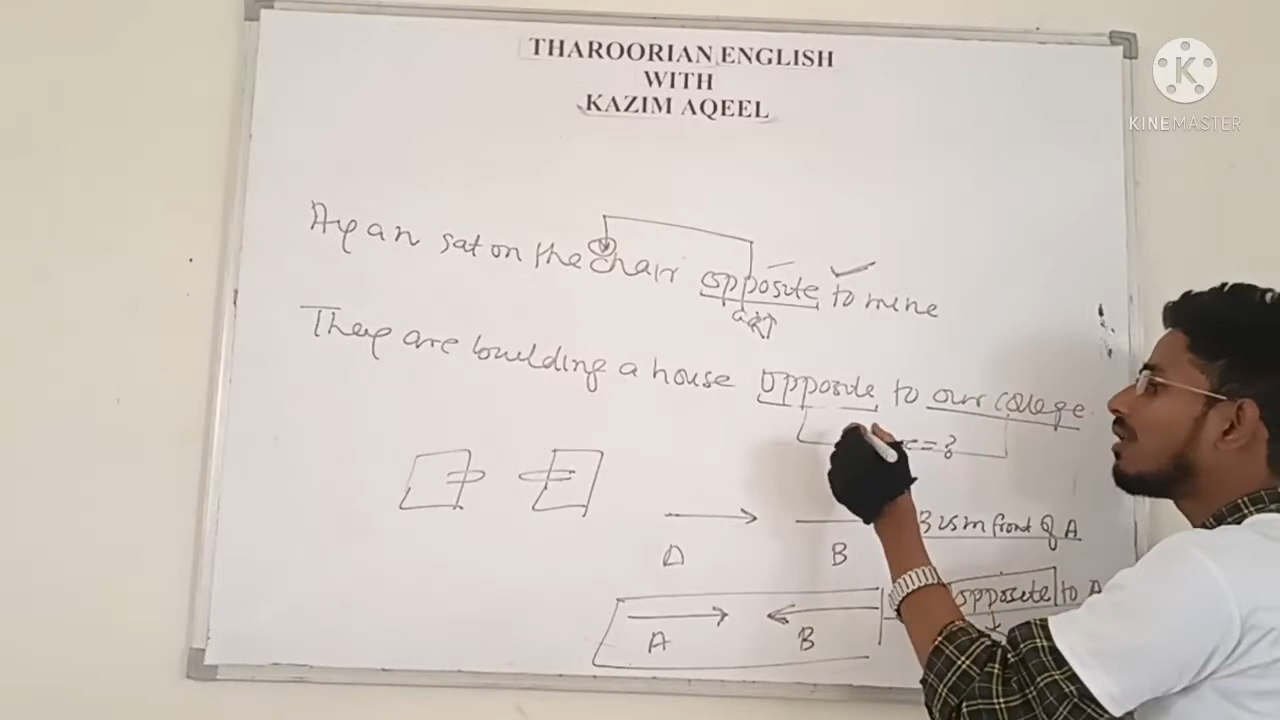 THAROORIAN ENGLISH
WITH
KAZIM AQEEL
K
KINEMASTER
Ayan sat on the chair opposite to mine
They are building a house opposite to our college
= ?
A B B is in front of A
A B opposite to A